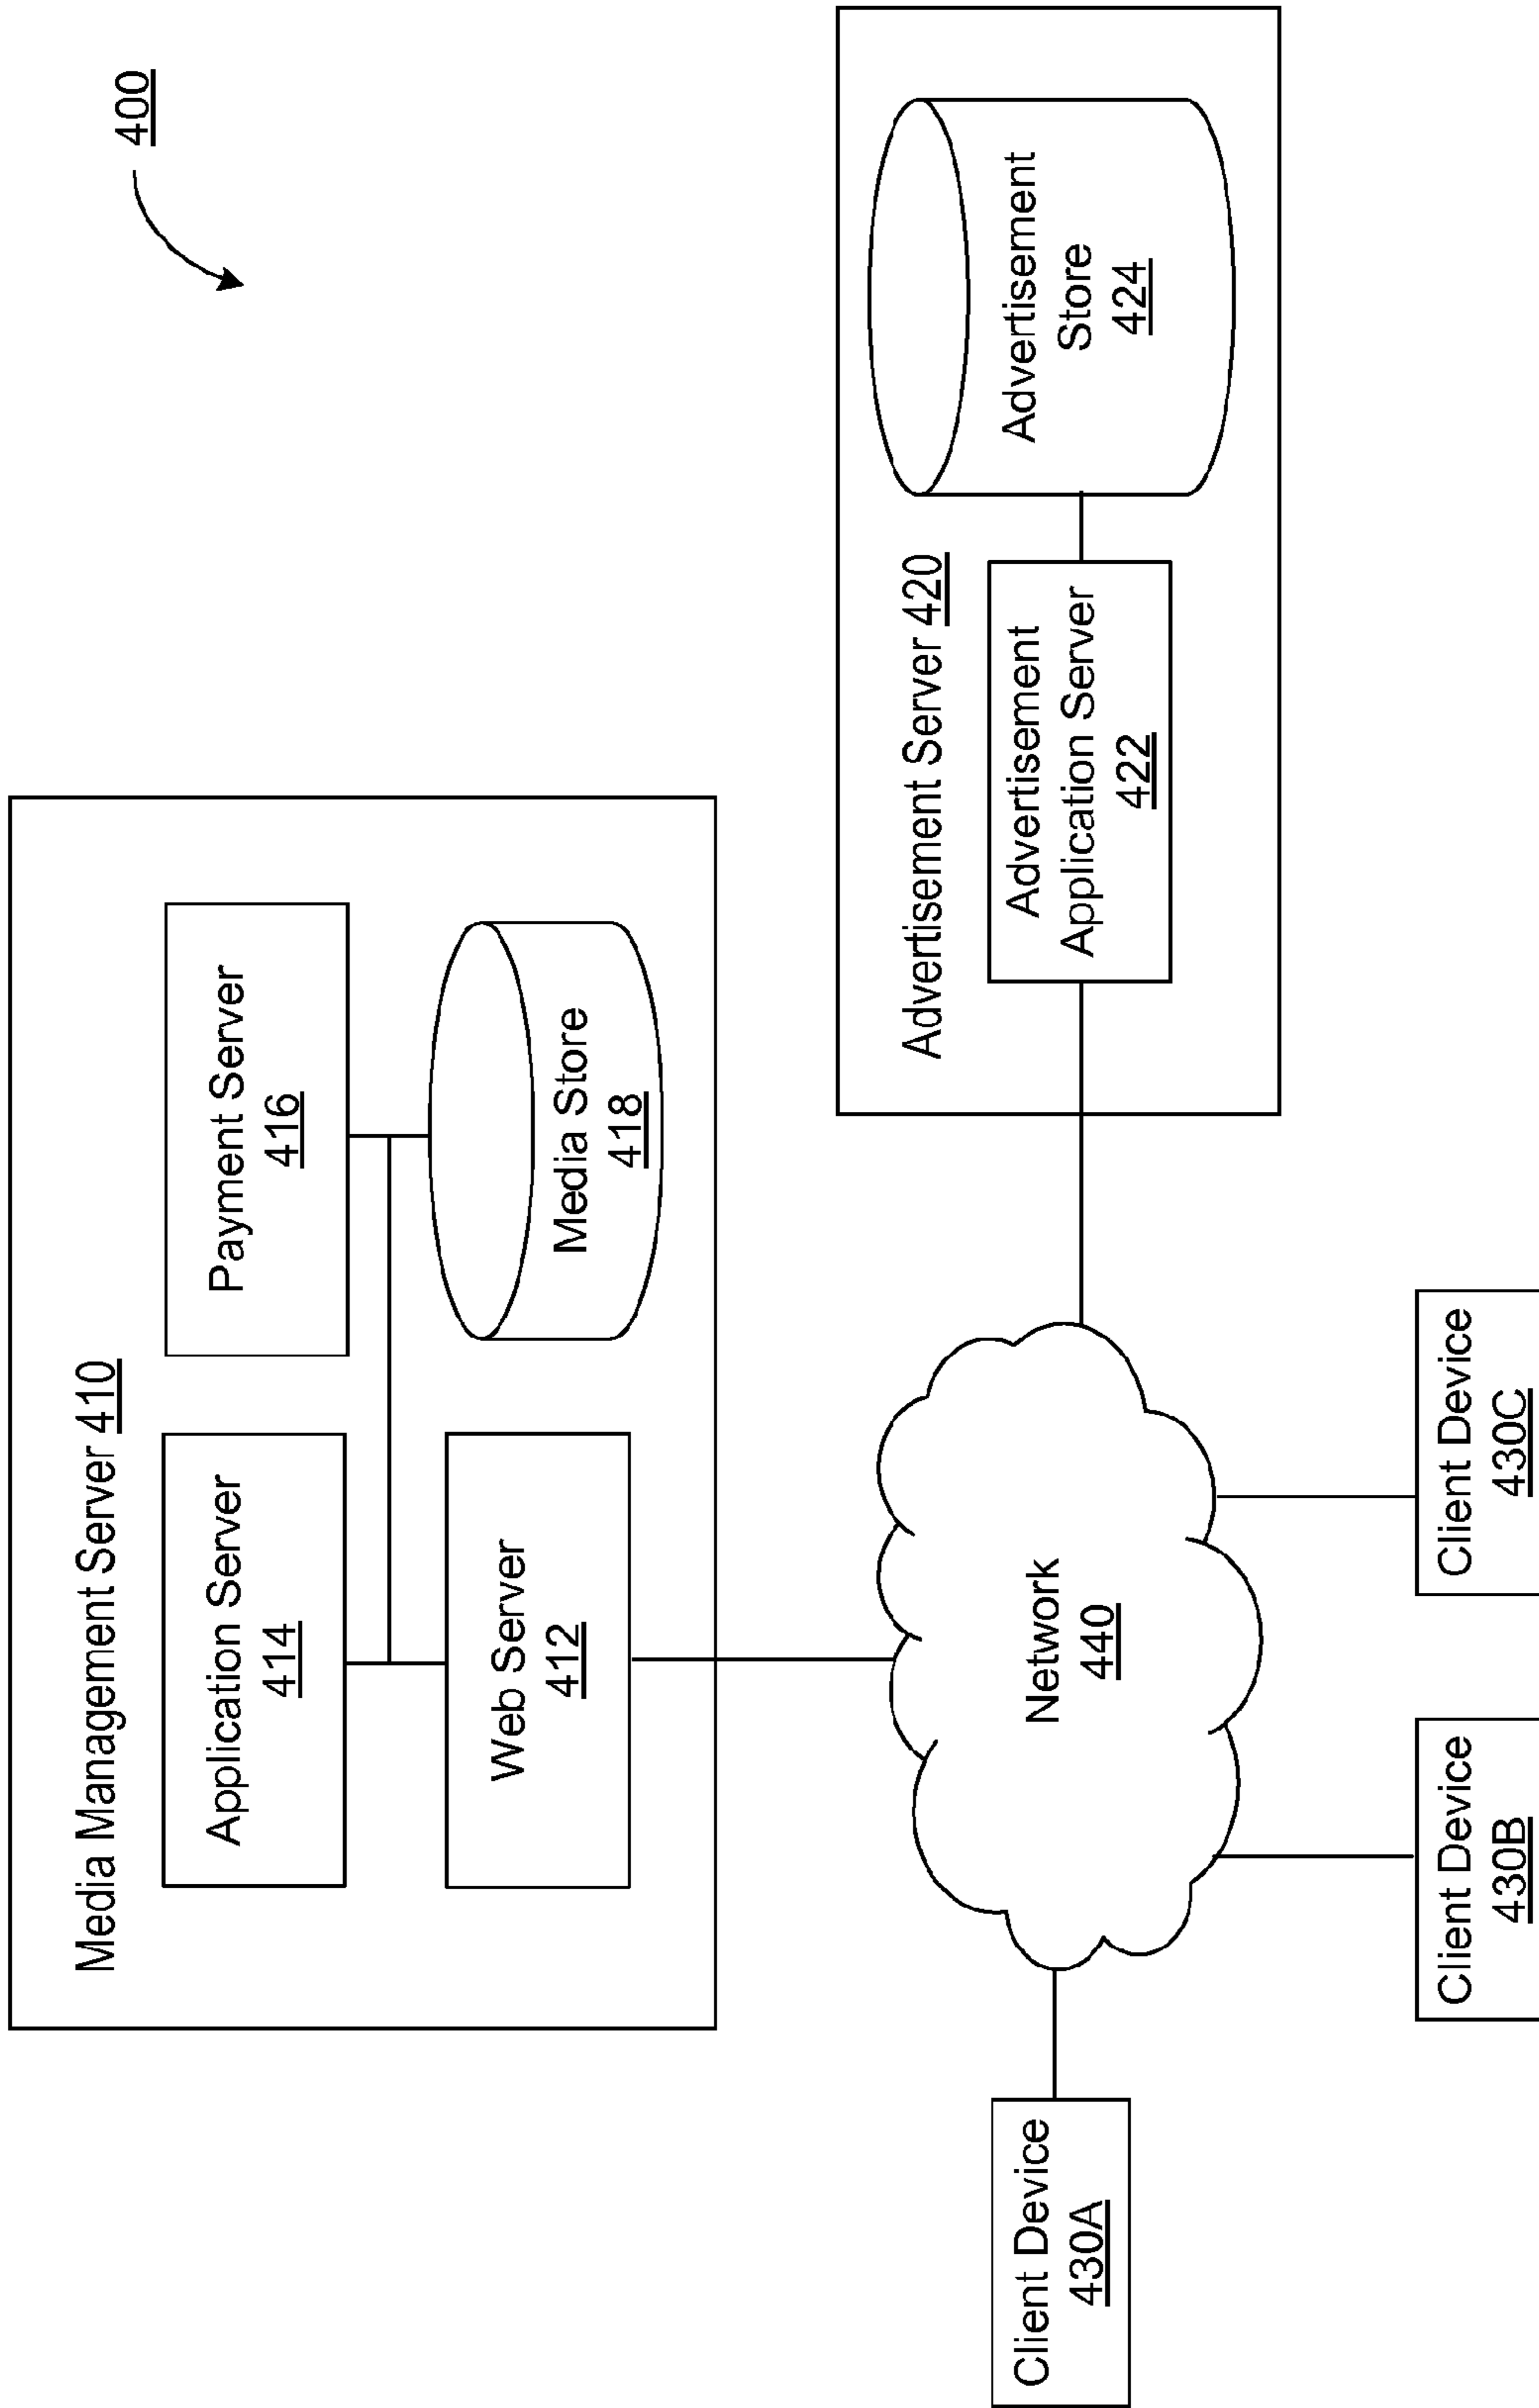 400
Media Management Server 410
Application Server
414
Payment Server
416
Web Server
412
Media Store
418
Network
440
Advertisement Server 420
Advertisement
Application Server
422
Advertisement
Store
424
Client Device
430A
Client Device
430B
Client Device
430C